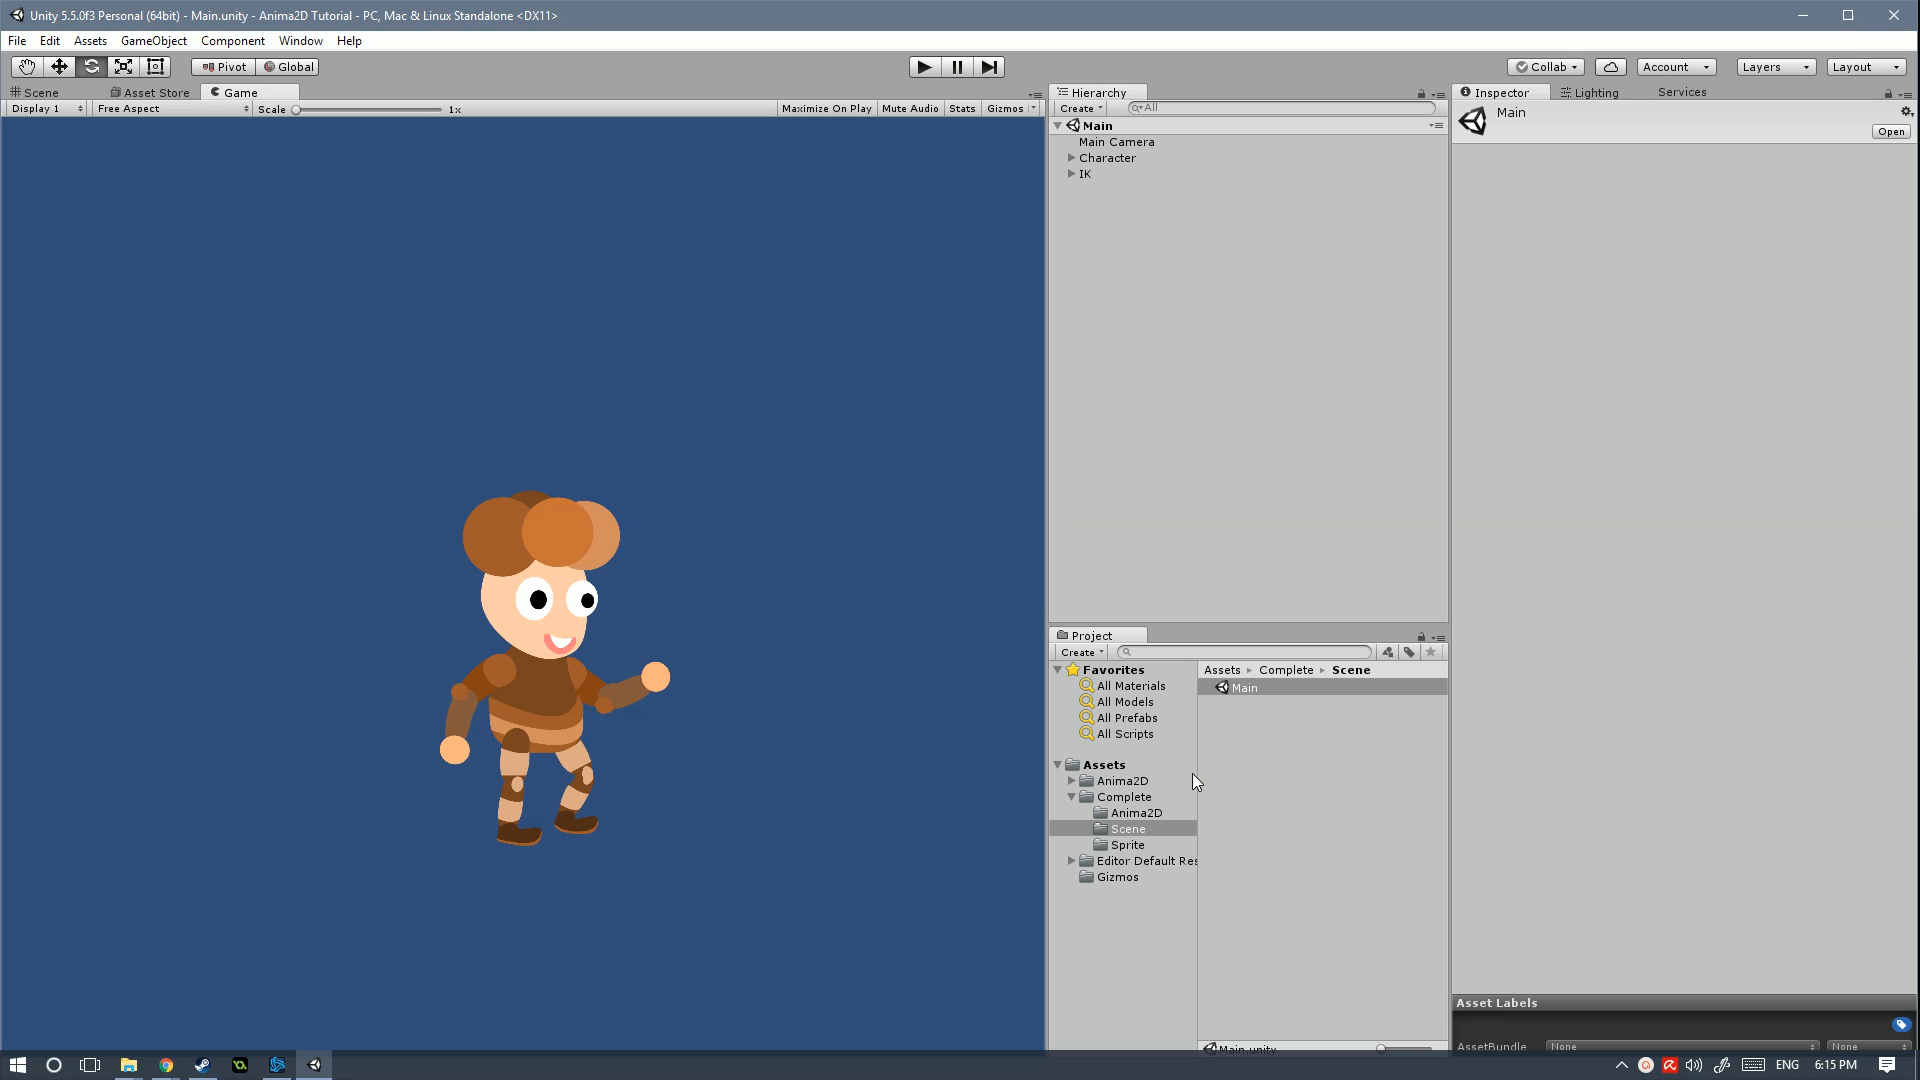 Unity 5.5.0f3 Personal (64bit) - Main.unity - Anima2D Tutorial - PC, Mac & Linux Standalone <DX11>
File Edit Assets GameObject Component Window Help
Pivot Global Collab Account Layers Layout
Scene Asset Store Game
Display 1 Free Aspect Scale 1x Maximize On Play Mute Audio Stats Gizmos
Hierarchy
Create All
Main
Main Camera
Character
IK
Inspector Lighting Services
Main
Open
Project
Create
Favorites
All Materials
All Models
All Prefabs
All Scripts
Assets
Anima2D
Complete
Anima2D
Scene
Sprite
Editor Default Res
Gizmos
Assets Complete Scene
Main
Main.unity
Asset Labels
AssetBundle None None
ENG 6:15 PM